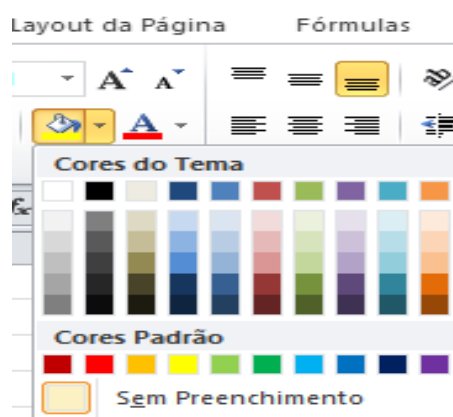 Layout da Página Fórmulas
A A
A
Cores do Tema
Cores Padrão
Sem Preenchimento